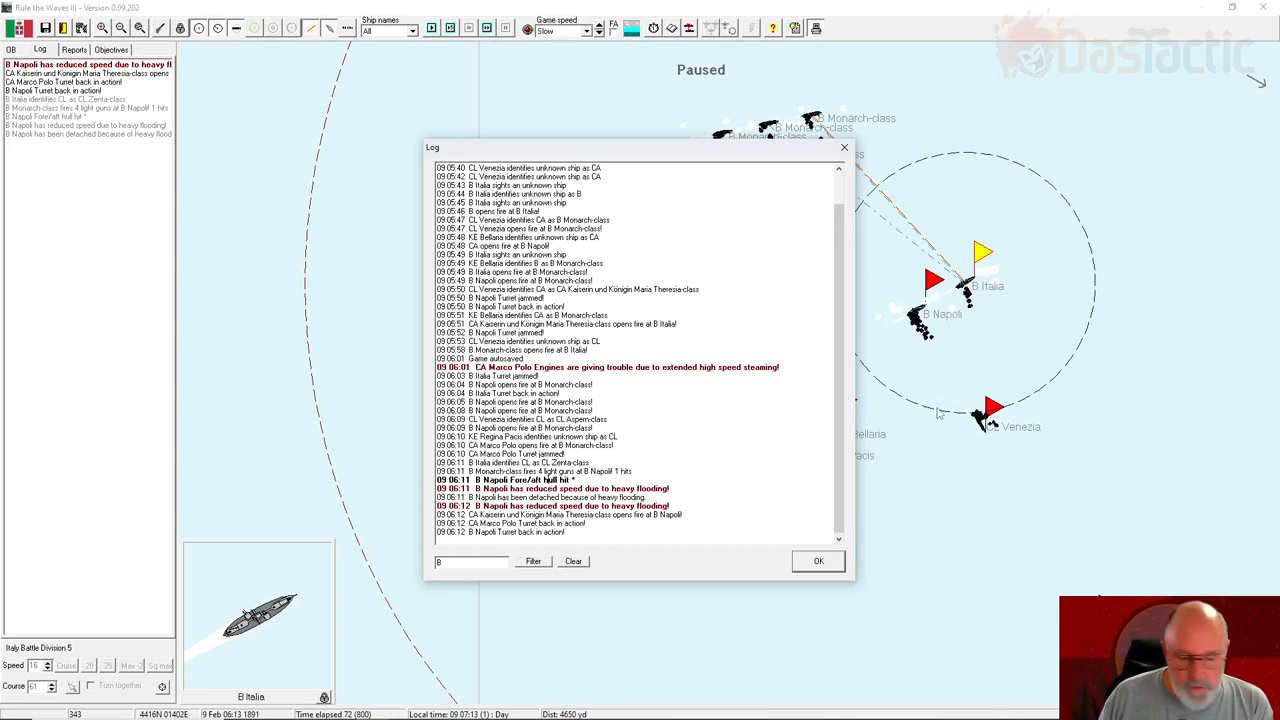 Rule the Waves III - Version 0.09.202
Ship names
All
Game speed
Slow
FA
OB
Log
Reports
Objectives
DasTactic
Paused
B Napoli has reduced speed due to heavy fl
CA Kaiserin und Königin Maria Theresia-class opens
CA Marco Polo Turret back in action!
B Napoli Turret back in action!
B Italia identifies CL as CL Zenta-class
B Monarch-class fires 4 light guns at B Napoli! 1 hits
B Napoli Fore/aft hull hit *
B Napoli has reduced speed due to heavy flooding!
B Napoli has been detached because of heavy flood
B Monarch-class
B Monarch-class
B Monarch-class
B Italia
B Napoli
CL Venezia
Bellaria
Log
09 05:40 CL Venezia identifies unknown ship as CA
09 05:42 CL Venezia identifies unknown ship as CA
09 05:43 B Italia sights an unknown ship
09 05:44 B Italia identifies unknown ship as B
09 05:45 B Italia sights an unknown ship
09 05:46 B opens fire at B Italia!
09 05:47 CL Venezia identifies CA as B Monarch-class
09 05:47 CL Venezia opens fire at B Monarch-class!
09 05:48 KE Bellaria identifies unknown ship as CA
09 05:48 CA opens fire at B Napoli!
09 05:49 B Italia sights an unknown ship
09 05:49 KE Bellaria identifies B as B Monarch-class
09 05:49 B Italia opens fire at B Monarch-class!
09 05:49 B Napoli opens fire at B Monarch-class!
09 05:50 CL Venezia identifies CA as CA Kaiserin und Königin Maria Theresia-class
09 05:50 B Napoli Turret jammed!
09 05:50 B Napoli Turret back in action!
09 05:51 KE Bellaria identifies CA as B Monarch-class
09 05:51 CA Kaiserin und Königin Maria Theresia-class opens fire at B Italia!
09 05:52 B Napoli Turret jammed!
09 05:53 CL Venezia identifies unknown ship as CL
09 05:58 B Monarch-class opens fire at B Italia!
09 06:01 Game autosaved
09 06:01 CA Marco Polo Engines are giving trouble due to extended high speed steaming!
09 06:03 B Italia Turret jammed!
09 06:04 B Napoli opens fire at B Monarch-class!
09 06:04 B Italia Turret back in action!
09 06:05 B Napoli opens fire at B Monarch-class!
09 06:08 B Napoli opens fire at B Monarch-class!
09 06:09 CL Venezia identifies CL as CL Aspern-class
09 06:09 B Napoli opens fire at B Monarch-class!
09 06:10 KE Regina Pacis identifies unknown ship as CL
09 06:10 CA Marco Polo opens fire at B Monarch-class!
09 06:10 CA Marco Polo Turret jammed!
09 06:11 B Italia identifies CL as CL Zenta-class
09 06:11 B Monarch-class fires 4 light guns at B Napoli! 1 hits
09 06:11 B Napoli Fore/aft hull hit *
09 06:11 B Napoli has reduced speed due to heavy flooding!
09 06:11 B Napoli has been detached because of heavy flooding.
09 06:12 B Napoli has reduced speed due to heavy flooding!
09 06:12 CA Kaiserin und Königin Maria Theresia-class opens fire at B Napoli!
09 06:12 CA Marco Polo Turret back in action!
09 06:12 B Napoli Turret back in action!
B
Filter
Clear
OK
Italy Battle Division 5
Speed 16 Cruise 20 25 Max -2 Sq max
Course 61 Turn together
B Italia
343 4416N 01402E 9 Feb 06:13 1891 Time elapsed 72 (800) Local time: 09 07:13 (1) : Day Dist: 4650 yd